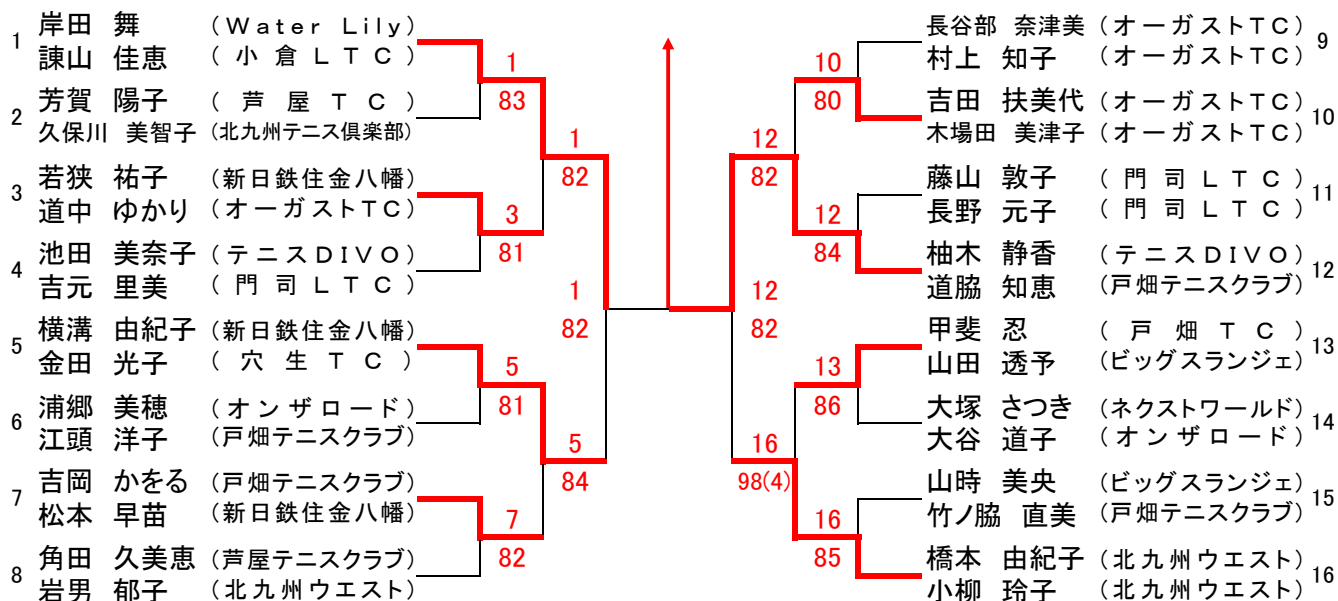 1 岸田 舞 (Water Lily)
諌山 佳恵 (小倉LTC)
2 芳賀 陽子 (芦屋TC)
久保川 美智子 (北九州テニス倶楽部)
3 若狭 祐子 (新日鉄住金八幡)
道中 ゆかり (オーガストTC)
4 池田 美奈子 (テニスDIVO)
吉元 里美 (門司LTC)
5 横溝 由紀子 (新日鉄住金八幡)
金田 光子 (穴生TC)
6 浦郷 美穂 (オンザロード)
江頭 洋子 (戸畑テニスクラブ)
7 吉岡 かをる (戸畑テニスクラブ)
松本 早苗 (新日鉄住金八幡)
8 角田 久美恵 (芦屋テニスクラブ)
岩男 郁子 (北九州ウエスト)
1
83
3
81
5
81
7
82
1
82
5
84
1
82
12
82
12
82
16
98(4)
10
80
12
84
13
86
16
85
長谷部 奈津美 (オーガストTC) 9
村上 知子 (オーガストTC)
吉田 扶美代 (オーガストTC) 10
木場田 美津子 (オーガストTC)
藤山 敦子 (門司LTC) 11
長野 元子 (門司LTC)
柚木 静香 (テニスDIVO) 12
道脇 知恵 (戸畑テニスクラブ)
甲斐 忍 (戸畑TC) 13
山田 透予 (ビッグスランジェ)
大塚 さつき (ネクストワールド) 14
大谷 道子 (オンザロード)
山時 美央 (ビッグスランジェ) 15
竹ノ脇 直美 (戸畑テニスクラブ)
橋本 由紀子 (北九州ウエスト) 16
小柳 玲子 (北九州ウエスト)